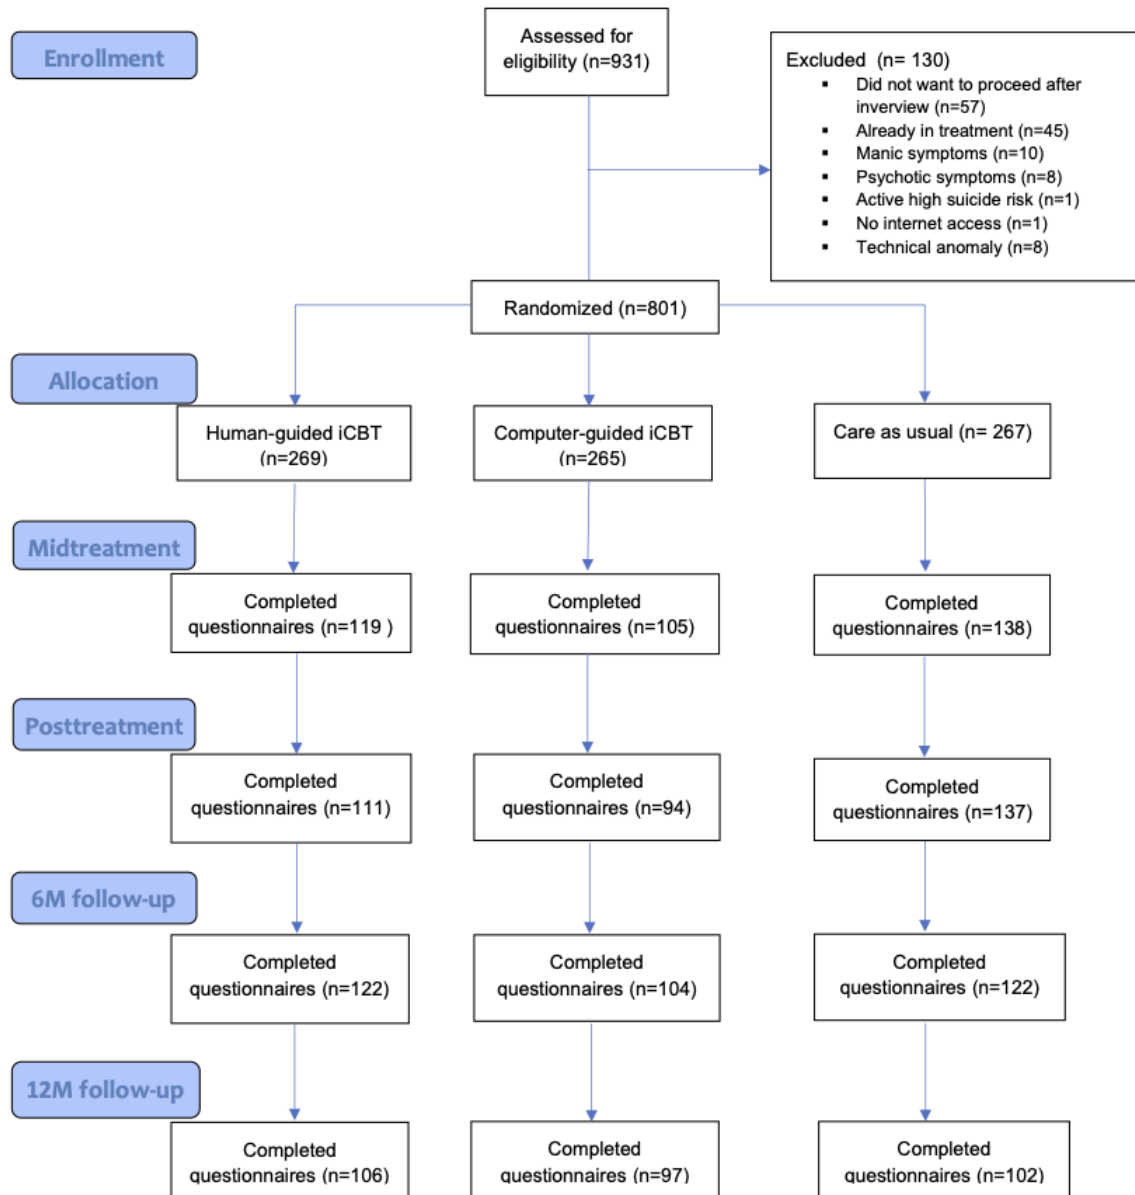 Enrollment
Assessed for
eligibility (n=931)
Excluded  (n= 130)
▪ Did not want to proceed after
inverview (n=57)
▪ Already in treatment (n=45)
▪ Manic symptoms (n=10)
▪ Psychotic symptoms (n=8)
▪ Active high suicide risk (n=1)
▪ No internet access (n=1)
▪ Technical anomaly (n=8)
Randomized (n=801)
Allocation
Human-guided iCBT
(n=269)
Computer-guided iCBT
(n=265)
Care as usual (n= 267)
Midtreatment
Completed
questionnaires (n=119 )
Completed
questionnaires (n=105)
Completed
questionnaires (n=138)
Posttreatment
Completed
questionnaires (n=111)
Completed
questionnaires (n=94)
Completed
questionnaires (n=137)
6M follow-up
Completed
questionnaires (n=122)
Completed
questionnaires (n=104)
Completed
questionnaires (n=122)
12M follow-up
Completed
questionnaires (n=106)
Completed
questionnaires (n=97)
Completed
questionnaires (n=102)